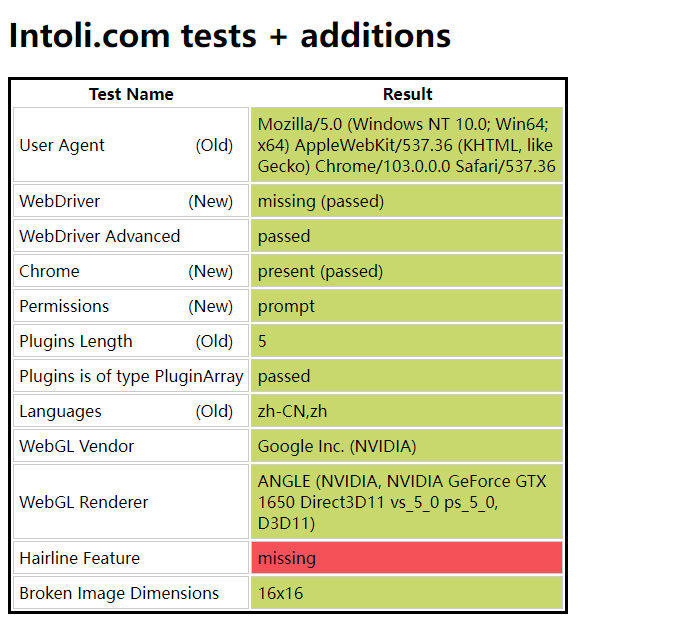 Intoli.com tests + additions
Test Name Result
User Agent (Old) Mozilla/5.0 (Windows NT 10.0; Win64;
x64) AppleWebKit/537.36 (KHTML, like
Gecko) Chrome/103.0.0.0 Safari/537.36
WebDriver (New) missing (passed)
WebDriver Advanced passed
Chrome (New) present (passed)
Permissions (New) prompt
Plugins Length (Old) 5
Plugins is of type PluginArray passed
Languages (Old) zh-CN,zh
WebGL Vendor Google Inc. (NVIDIA)
WebGL Renderer ANGLE (NVIDIA, NVIDIA GeForce GTX
1650 Direct3D11 vs_5_0 ps_5_0,
D3D11)
Hairline Feature missing
Broken Image Dimensions 16x16